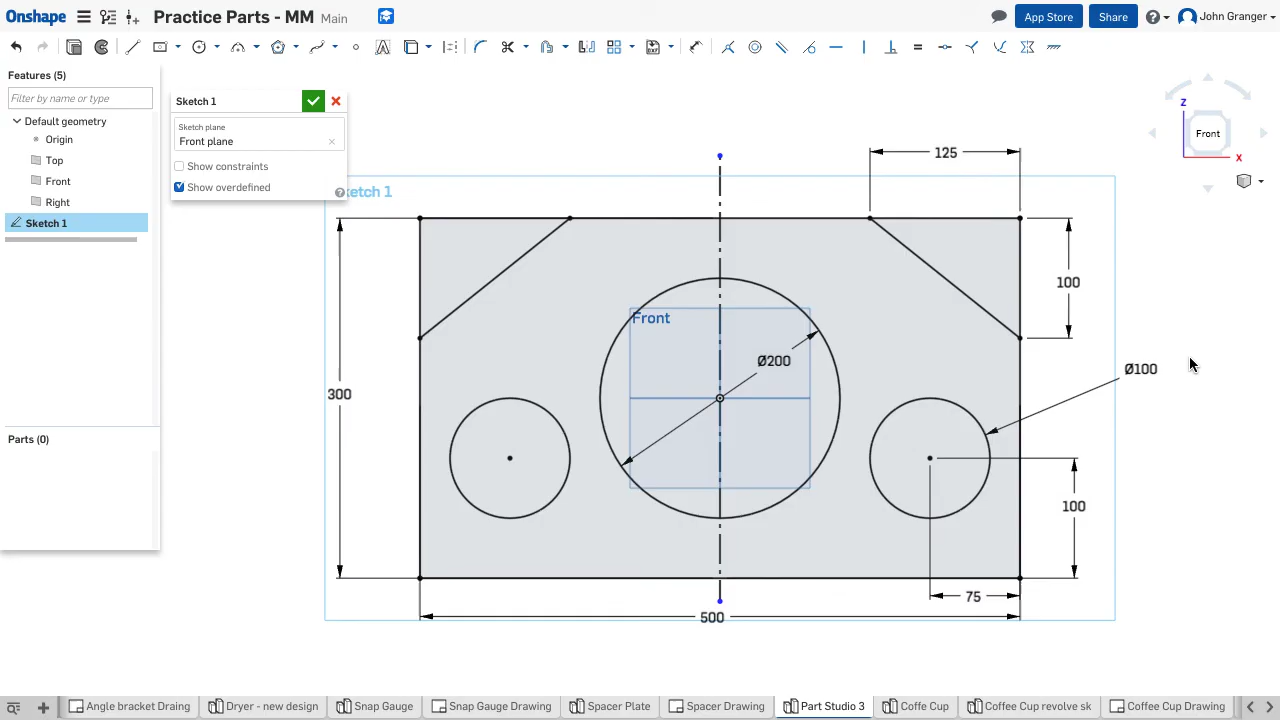 Onshape Practice Parts - MM Main App Store Share John Granger
Features (5)
Filter by name or type
Default geometry
Origin
Top
Front
Right
Sketch 1
Parts (0)
Sketch 1
Sketch plane
Front plane
Show constraints
Show overdefined
ketch 1
Z
Front
X
125
100
Front
Ø200
Ø100
300
100
75
500
Angle bracket Draing Dryer - new design Snap Gauge Snap Gauge Drawing Spacer Plate Spacer Drawing Part Studio 3 Coffe Cup Coffee Cup revolve sk Coffee Cup Drawing